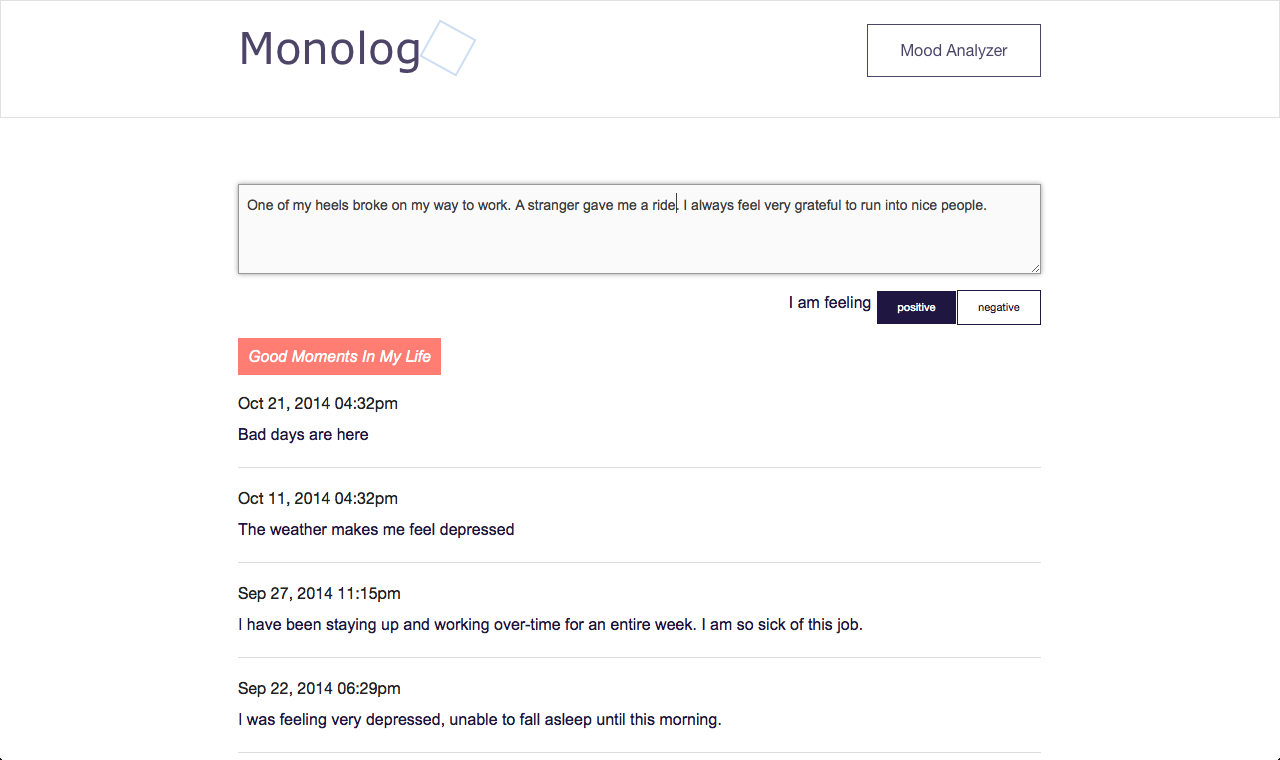 Monolog
Mood Analyzer
One of my heels broke on my way to work. A stranger gave me a ride. I always feel very grateful to run into nice people.
I am feeling positive negative
Good Moments In My Life
Oct 21, 2014 04:32pm
Bad days are here
Oct 11, 2014 04:32pm
The weather makes me feel depressed
Sep 27, 2014 11:15pm
I have been staying up and working over-time for an entire week. I am so sick of this job.
Sep 22, 2014 06:29pm
I was feeling very depressed, unable to fall asleep until this morning.